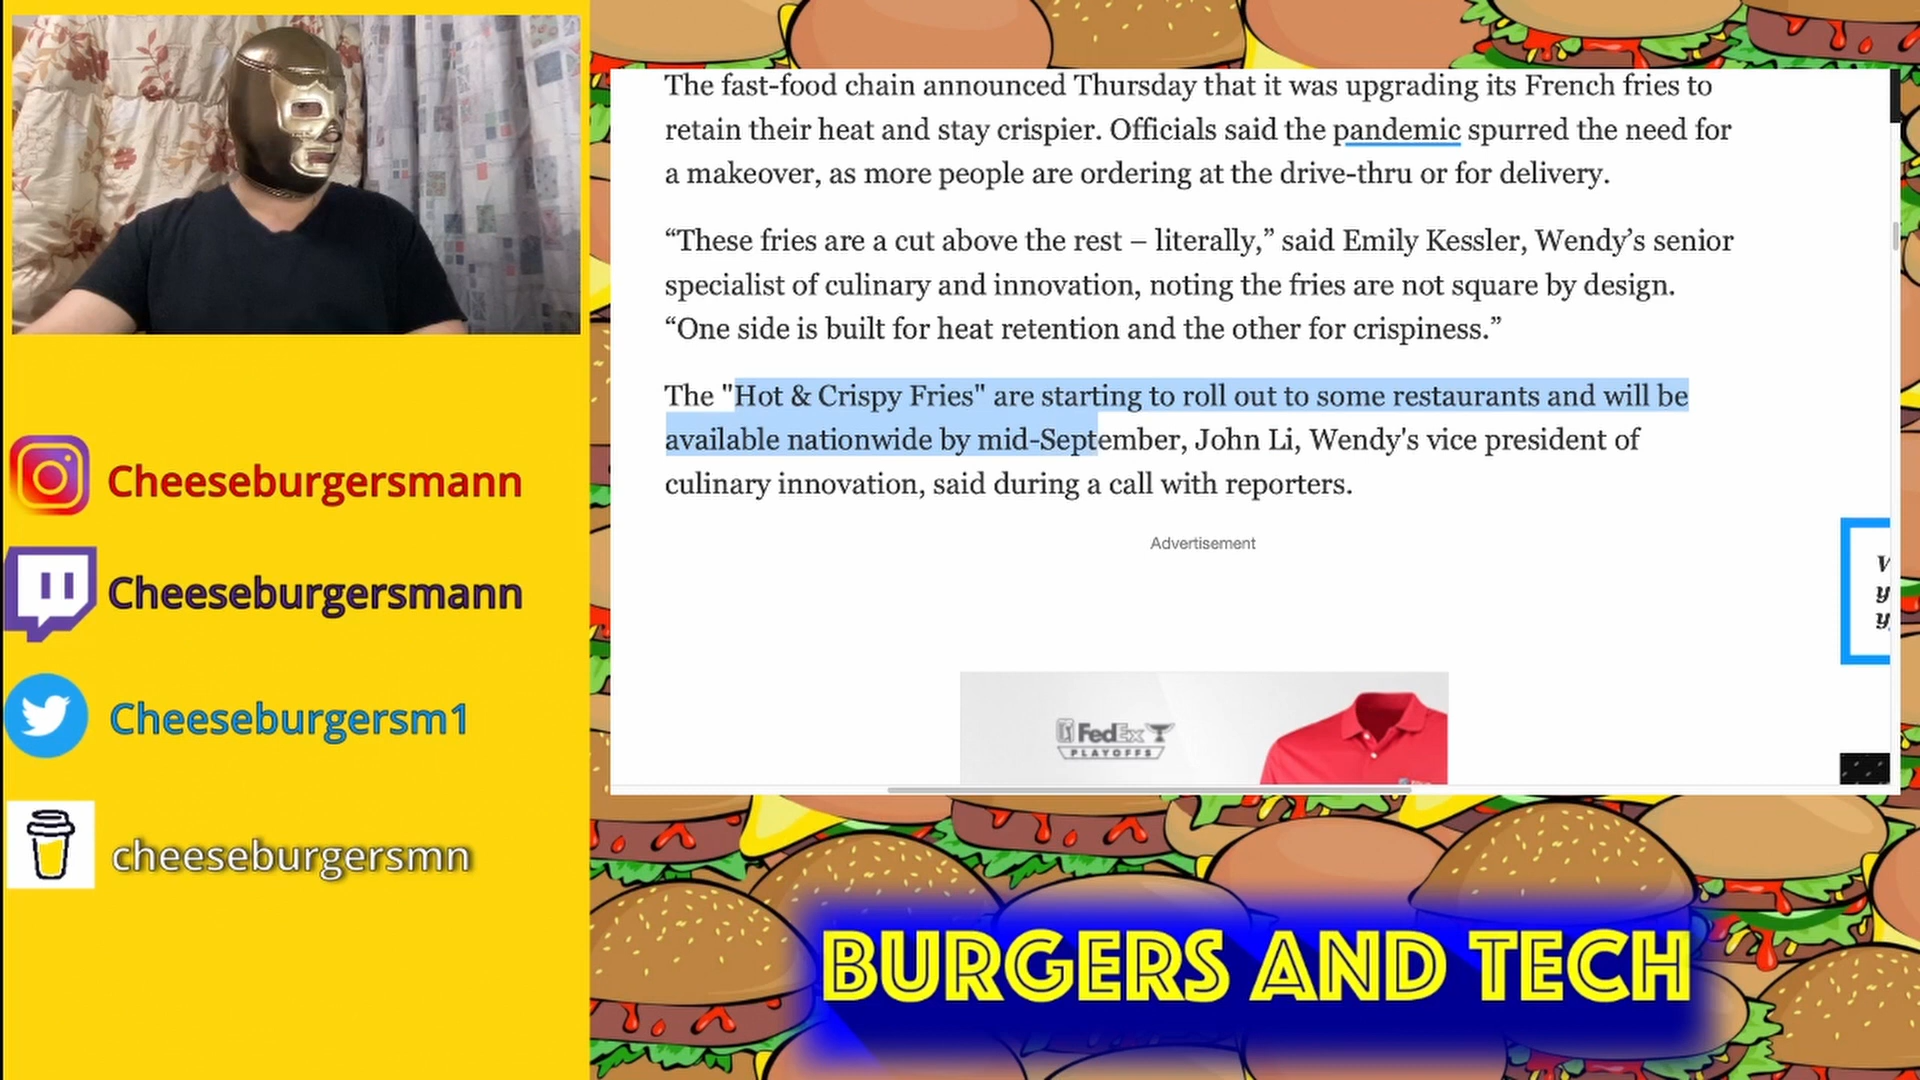 The fast-food chain announced Thursday that it was upgrading its French fries to
retain their heat and stay crispier. Officials said the pandemic spurred the need for
a makeover, as more people are ordering at the drive-thru or for delivery.
“These fries are a cut above the rest – literally,” said Emily Kessler, Wendy’s senior
specialist of culinary and innovation, noting the fries are not square by design.
“One side is built for heat retention and the other for crispiness.”
The "Hot & Crispy Fries" are starting to roll out to some restaurants and will be
available nationwide by mid-September, John Li, Wendy's vice president of
culinary innovation, said during a call with reporters.
Advertisement
FedEx
PLAYOFFS
Cheeseburgersmann
Cheeseburgersmann
Cheeseburgersm1
cheeseburgersmn
BURGERS AND TECH